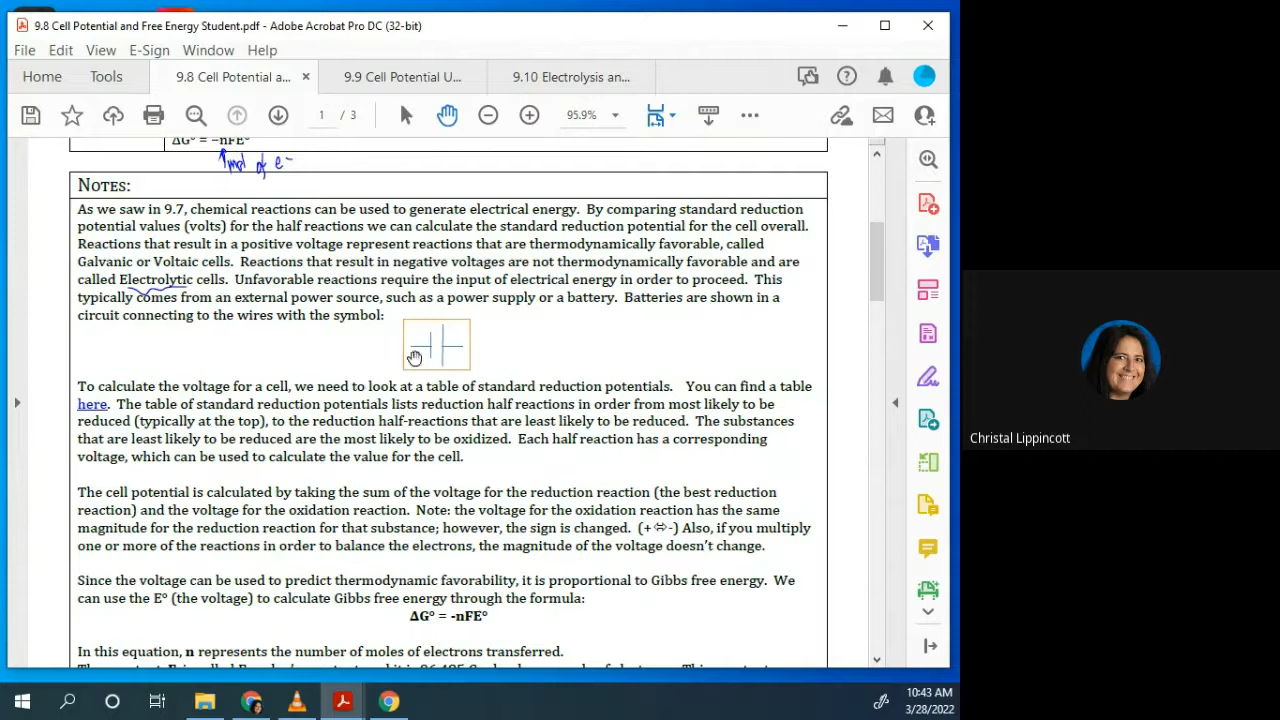 9.8 Cell Potential and Free Energy Student.pdf - Adobe Acrobat Pro DC (32-bit)
File Edit View E-Sign Window Help
Home Tools 9.8 Cell Potential a... × 9.9 Cell Potential U... 9.10 Electrolysis an...
1 / 3 95.9%
ΔG° = −nFE°
mol of e-
NOTES:
As we saw in 9.7, chemical reactions can be used to generate electrical energy. By comparing standard reduction
potential values (volts) for the half reactions we can calculate the standard reduction potential for the cell overall.
Reactions that result in a positive voltage represent reactions that are thermodynamically favorable, called
Galvanic or Voltaic cells. Reactions that result in negative voltages are not thermodynamically favorable and are
called Electrolytic cells. Unfavorable reactions require the input of electrical energy in order to proceed. This
typically comes from an external power source, such as a power supply or a battery. Batteries are shown in a
circuit connecting to the wires with the symbol:
To calculate the voltage for a cell, we need to look at a table of standard reduction potentials. You can find a table
here. The table of standard reduction potentials lists reduction half reactions in order from most likely to be
reduced (typically at the top), to the reduction half-reactions that are least likely to be reduced. The substances
that are least likely to be reduced are the most likely to be oxidized. Each half reaction has a corresponding
voltage, which can be used to calculate the value for the cell.
The cell potential is calculated by taking the sum of the voltage for the reduction reaction (the best reduction
reaction) and the voltage for the oxidation reaction. Note: the voltage for the oxidation reaction has the same
magnitude for the reduction reaction for that substance; however, the sign is changed. (+⇔-) Also, if you multiply
one or more of the reactions in order to balance the electrons, the magnitude of the voltage doesn't change.
Since the voltage can be used to predict thermodynamic favorability, it is proportional to Gibbs free energy. We
can use the E° (the voltage) to calculate Gibbs free energy through the formula:
ΔG° = -nFE°
In this equation, n represents the number of moles of electrons transferred.
Christal Lippincott
10:43 AM
3/28/2022